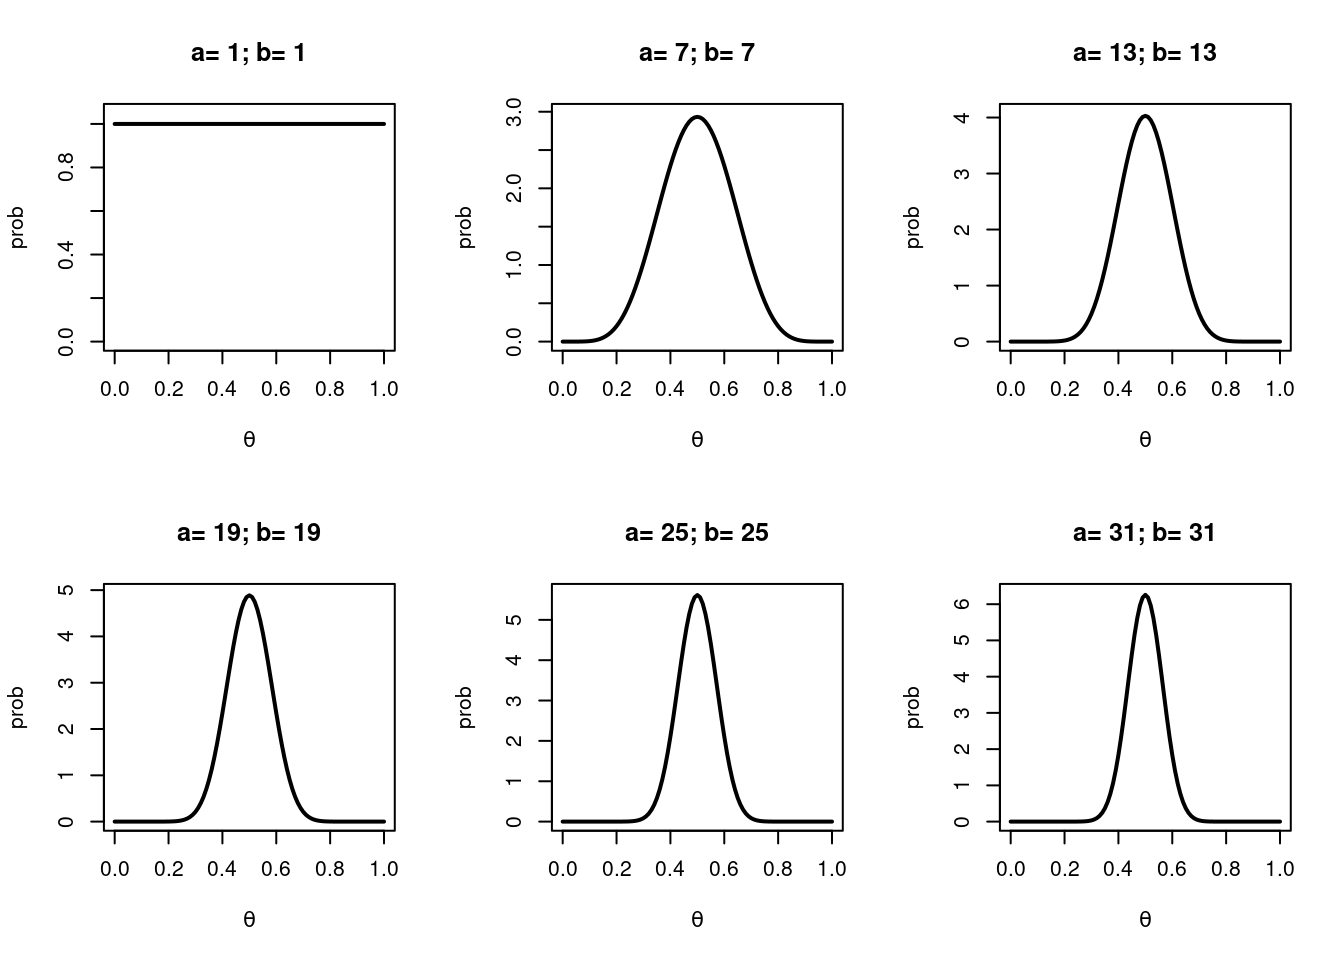 a= 1; b= 1
prob
0.0 0.4 0.8
0.0 0.2 0.4 0.6 0.8 1.0
θ
a= 7; b= 7
prob
0.0 1.0 2.0 3.0
0.0 0.2 0.4 0.6 0.8 1.0
θ
a= 13; b= 13
prob
0 1 2 3 4
0.0 0.2 0.4 0.6 0.8 1.0
θ
a= 19; b= 19
prob
0 1 2 3 4 5
0.0 0.2 0.4 0.6 0.8 1.0
θ
a= 25; b= 25
prob
0 1 2 3 4 5
0.0 0.2 0.4 0.6 0.8 1.0
θ
a= 31; b= 31
prob
0 1 2 3 4 5 6
0.0 0.2 0.4 0.6 0.8 1.0
θ